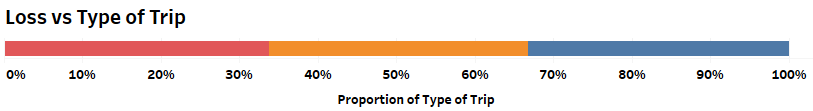 Loss vs Type of Trip
0% 10% 20% 30% 40% 50% 60% 70% 80% 90% 100%
Proportion of Type of Trip